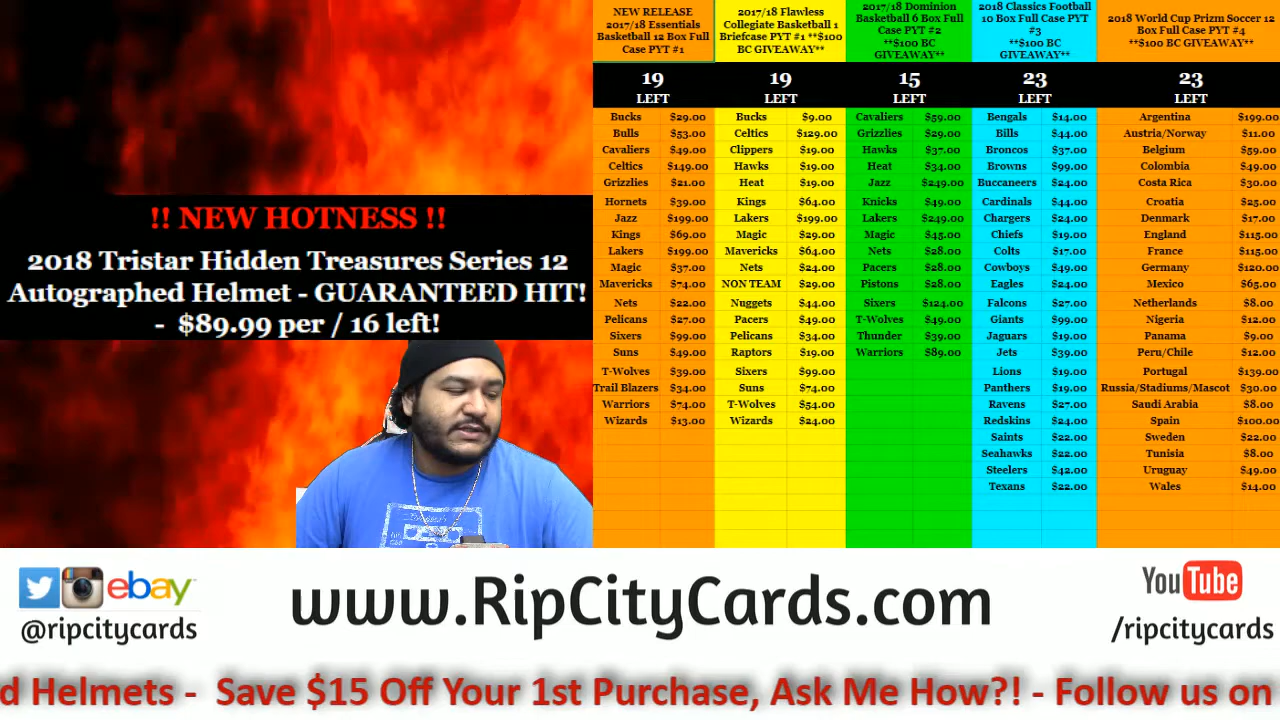 NEW RELEASE
2017/18 Essentials
Basketball 12 Box Full
Case PYT #1
19
LEFT
Bucks $29.00
Bulls $53.00
Cavaliers $49.00
Celtics $149.00
Grizzlies $21.00
Hornets $39.00
Jazz $199.00
Kings $69.00
Lakers $199.00
Magic $37.00
Mavericks $74.00
Nets $22.00
Pelicans $27.00
Sixers $99.00
Suns $49.00
T-Wolves $39.00
Trail Blazers $34.00
Warriors $74.00
Wizards $13.00
2017/18 Flawless
Collegiate Basketball 1
Briefcase PYT #1 **$100
BC GIVEAWAY**
19
LEFT
Bucks $9.00
Celtics $129.00
Clippers $19.00
Hawks $19.00
Heat $19.00
Kings $64.00
Lakers $199.00
Magic $29.00
Mavericks $64.00
Nets $24.00
NON TEAM $29.00
Nuggets $44.00
Pacers $49.00
Pelicans $34.00
Raptors $19.00
Sixers $99.00
Suns $74.00
T-Wolves $54.00
Wizards $24.00
2017/18 Dominion
Basketball 6 Box Full
Case PYT #2
**$100 BC
GIVEAWAY**
15
LEFT
Cavaliers $59.00
Grizzlies $29.00
Hawks $37.00
Heat $34.00
Jazz $249.00
Knicks $49.00
Lakers $249.00
Magic $45.00
Nets $28.00
Pacers $28.00
Pistons $28.00
Sixers $124.00
T-Wolves $49.00
Thunder $39.00
Warriors $89.00
2018 Classics Football
10 Box Full Case PYT
#3
**$100 BC
GIVEAWAY**
23
LEFT
Bengals $14.00
Bills $44.00
Broncos $37.00
Browns $99.00
Buccaneers $24.00
Cardinals $44.00
Chargers $24.00
Chiefs $19.00
Colts $17.00
Cowboys $49.00
Eagles $24.00
Falcons $27.00
Giants $99.00
Jaguars $19.00
Jets $39.00
Lions $19.00
Panthers $19.00
Ravens $27.00
Redskins $24.00
Saints $22.00
Seahawks $22.00
Steelers $42.00
Texans $22.00
2018 World Cup Prizm Soccer 12
Box Full Case PYT #4
**$100 BC GIVEAWAY**
23
LEFT
Argentina $199.00
Austria/Norway $11.00
Belgium $59.00
Colombia $49.00
Costa Rica $30.00
Croatia $25.00
Denmark $17.00
England $115.00
France $115.00
Germany $120.00
Mexico $65.00
Netherlands $8.00
Nigeria $12.00
Panama $9.00
Peru/Chile $12.00
Portugal $139.00
Russia/Stadiums/Mascot $30.00
Saudi Arabia $8.00
Spain $100.00
Sweden $22.00
Tunisia $8.00
Uruguay $49.00
Wales $14.00
!! NEW HOTNESS !!
2018 Tristar Hidden Treasures Series 12
Autographed Helmet - GUARANTEED HIT!
- $89.99 per / 16 left!
ebay
@ripcitycards
www.RipCityCards.com
YouTube
/ripcitycards
d Helmets - Save $15 Off Your 1st Purchase, Ask Me How?! - Follow us on